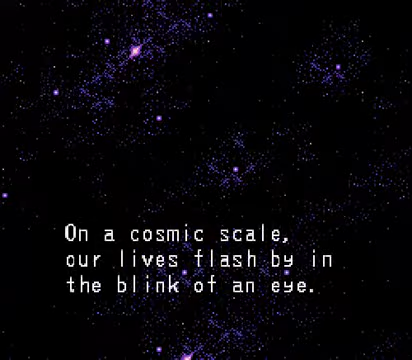 On a cosmic scale,
our lives flash by in
the blink of an eye.